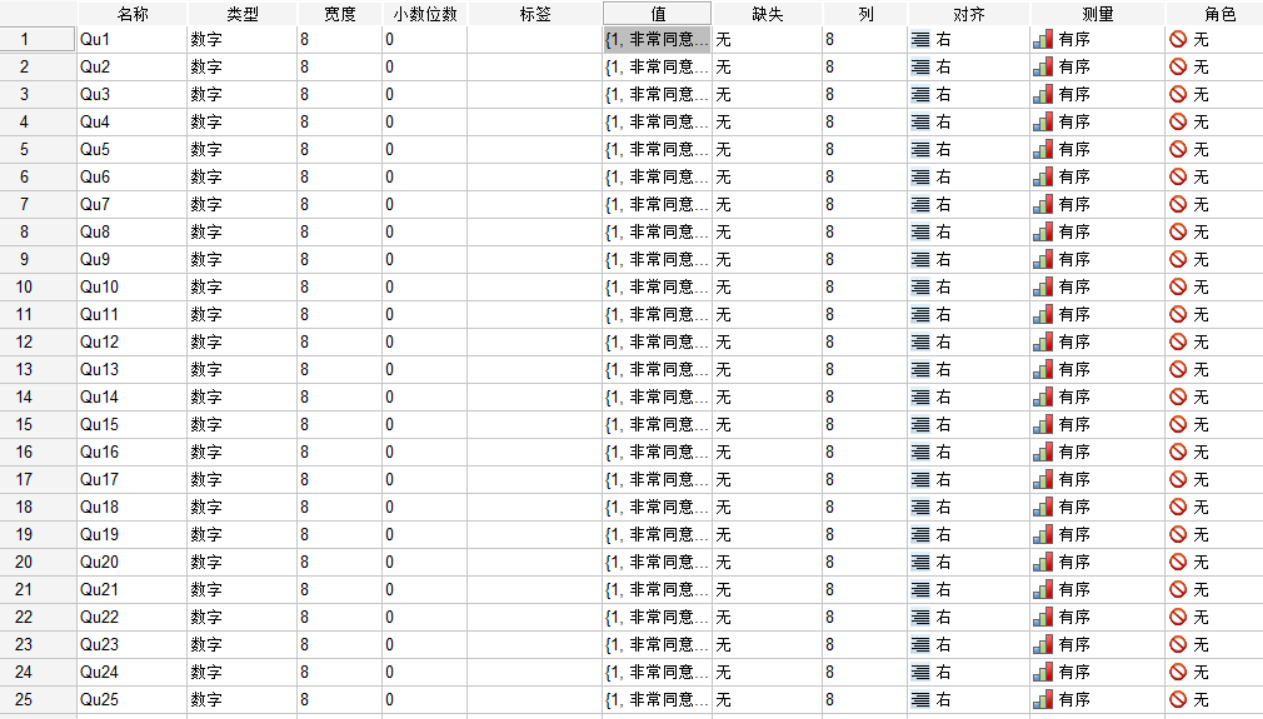 名称 类型 宽度 小数位数 标签 值 缺失 列 对齐 测量 角色
1 Qu1 数字 8 0 {1, 非常同意... 无 8 右 有序 无
2 Qu2 数字 8 0 {1, 非常同意... 无 8 右 有序 无
3 Qu3 数字 8 0 {1, 非常同意... 无 8 右 有序 无
4 Qu4 数字 8 0 {1, 非常同意... 无 8 右 有序 无
5 Qu5 数字 8 0 {1, 非常同意... 无 8 右 有序 无
6 Qu6 数字 8 0 {1, 非常同意... 无 8 右 有序 无
7 Qu7 数字 8 0 {1, 非常同意... 无 8 右 有序 无
8 Qu8 数字 8 0 {1, 非常同意... 无 8 右 有序 无
9 Qu9 数字 8 0 {1, 非常同意... 无 8 右 有序 无
10 Qu10 数字 8 0 {1, 非常同意... 无 8 右 有序 无
11 Qu11 数字 8 0 {1, 非常同意... 无 8 右 有序 无
12 Qu12 数字 8 0 {1, 非常同意... 无 8 右 有序 无
13 Qu13 数字 8 0 {1, 非常同意... 无 8 右 有序 无
14 Qu14 数字 8 0 {1, 非常同意... 无 8 右 有序 无
15 Qu15 数字 8 0 {1, 非常同意... 无 8 右 有序 无
16 Qu16 数字 8 0 {1, 非常同意... 无 8 右 有序 无
17 Qu17 数字 8 0 {1, 非常同意... 无 8 右 有序 无
18 Qu18 数字 8 0 {1, 非常同意... 无 8 右 有序 无
19 Qu19 数字 8 0 {1, 非常同意... 无 8 右 有序 无
20 Qu20 数字 8 0 {1, 非常同意... 无 8 右 有序 无
21 Qu21 数字 8 0 {1, 非常同意... 无 8 右 有序 无
22 Qu22 数字 8 0 {1, 非常同意... 无 8 右 有序 无
23 Qu23 数字 8 0 {1, 非常同意... 无 8 右 有序 无
24 Qu24 数字 8 0 {1, 非常同意... 无 8 右 有序 无
25 Qu25 数字 8 0 {1, 非常同意... 无 8 右 有序 无